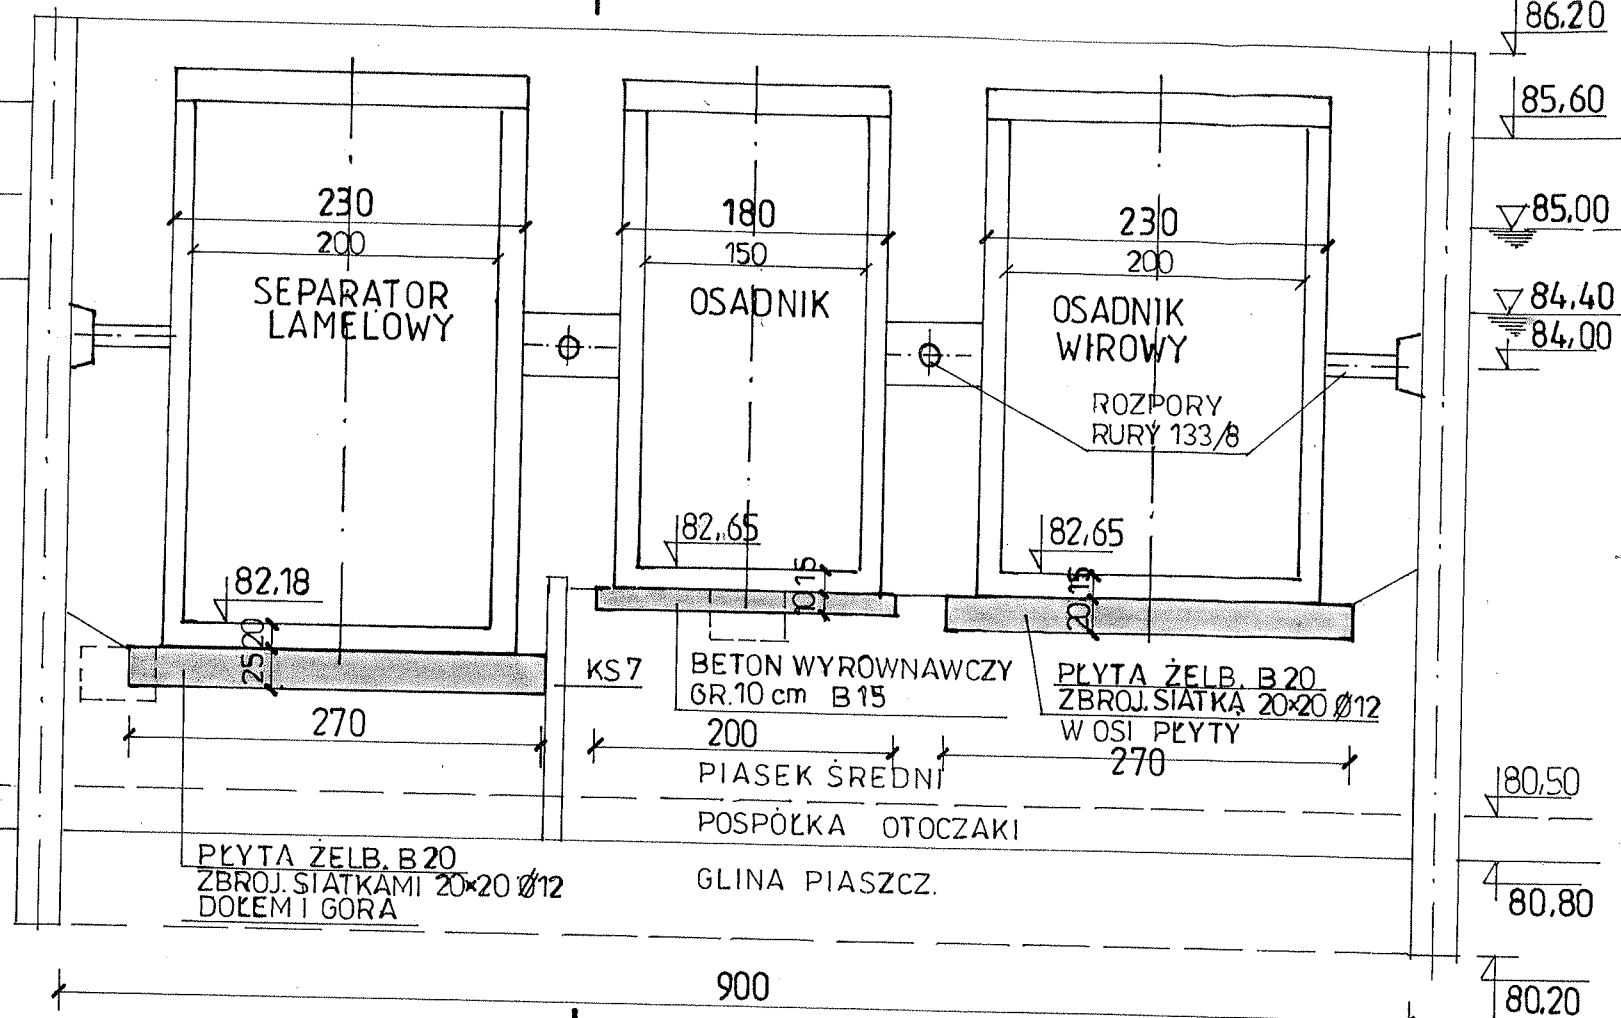 86.20
85,60
85,00
84,40
84,00
230
200
SEPARATOR
LAMELOWY
180
150
OSADNIK
230
200
OSADNIK
WIROWY
ROZPORY
RURY 133/8
82,65
82,65
82,18
20
25
15
10
15
20
KS 7
BETON WYRÓWNAWCZY
GR. 10 cm B 15
PŁYTA ŻELB. B 20
ZBROJ. SIATKĄ 20×20 Ø12
W OSI PŁYTY
270
200
270
PIASEK ŚREDNI
POSPÓŁKA OTOCZAKI
GLINA PIASZCZ.
PŁYTA ŻELB. B 20
ZBROJ. SIATKAMI 20×20 Ø12
DOŁEM I GÓRĄ
80,50
80,80
80.20
900